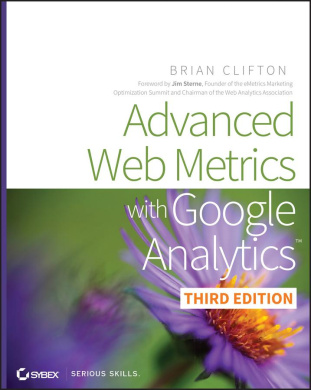 BRIAN CLIFTON
Foreword by Jim Sterne, Founder of the eMetrics Marketing
Optimization Summit and Chairman of the Web Analytics Association
Advanced
Web Metrics
with Google
Analytics™
THIRD EDITION
SYBEX SERIOUS SKILLS.